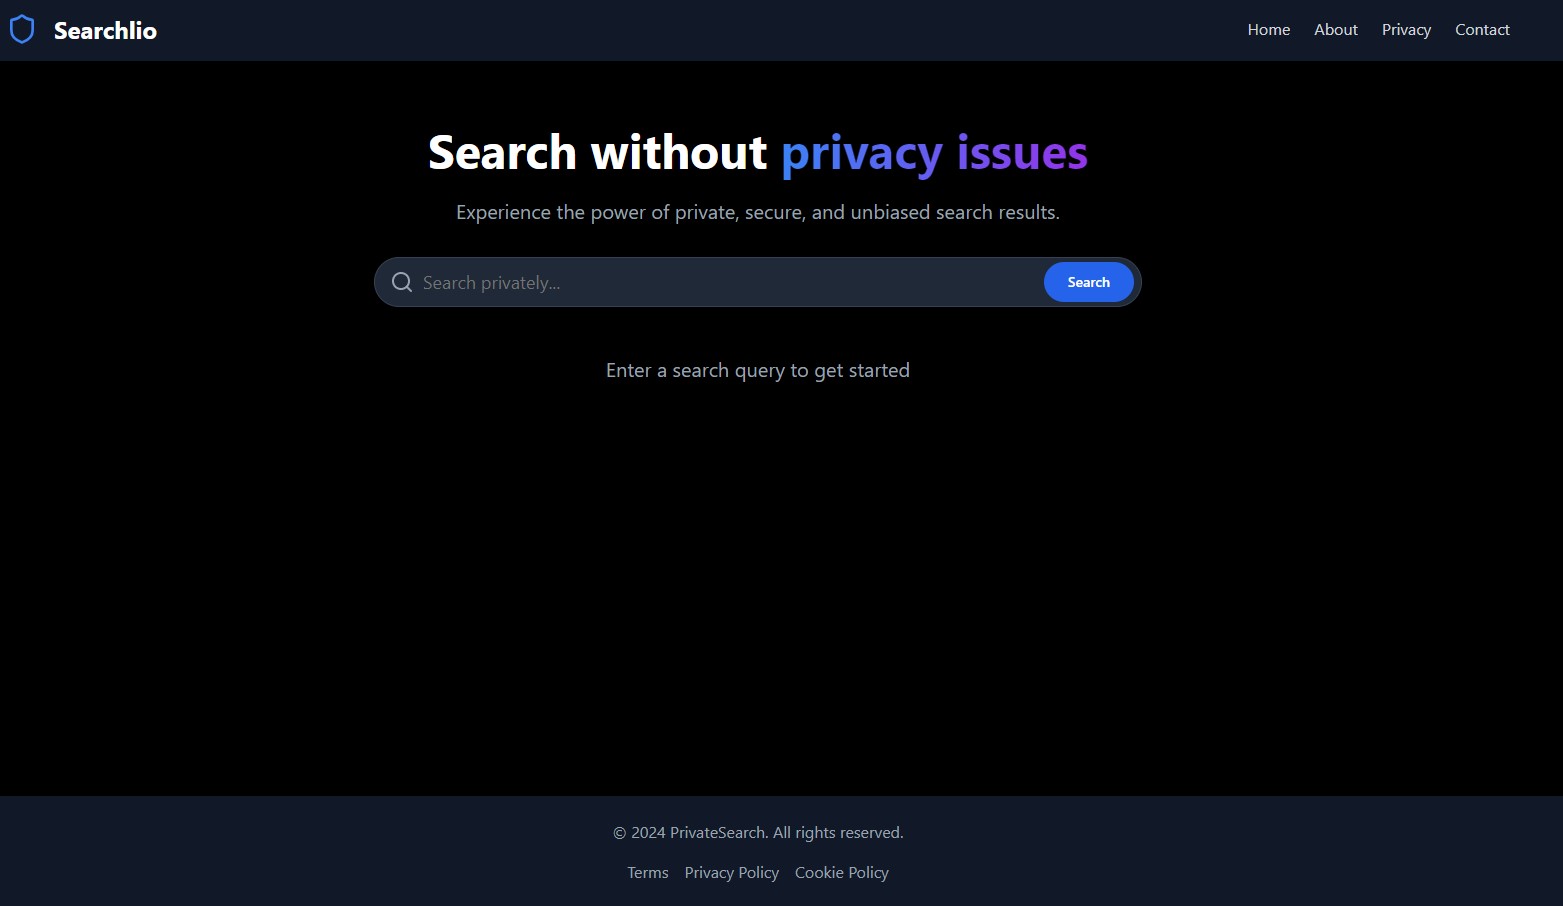 Searchlio
Home About Privacy Contact
Search without privacy issues
Experience the power of private, secure, and unbiased search results.
Search privately...
Search
Enter a search query to get started
© 2024 PrivateSearch. All rights reserved.
Terms Privacy Policy Cookie Policy